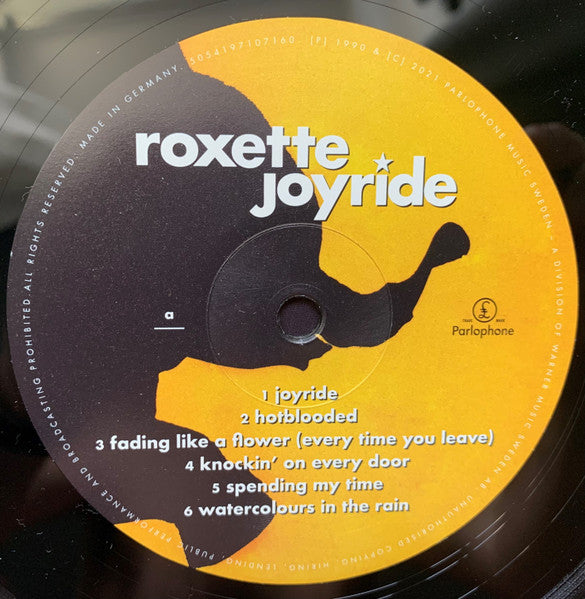 roxette
joyride
a
TRADE MARK
Parlophone
1 joyride
2 hotblooded
3 fading like a flower (every time you leave)
4 knockin' on every door
5 spending my time
6 watercolours in the rain
MADE IN GERMANY. 5054197107160. [P] 1990 & [C] 2021 PARLOPHONE MUSIC SWEDEN – A DIVISION OF WARNER MUSIC SWEDEN AB. UNAUTHORISED COPYING, HIRING, LENDING, PUBLIC PERFORMANCE AND BROADCASTING PROHIBITED. ALL RIGHTS RESERVED.